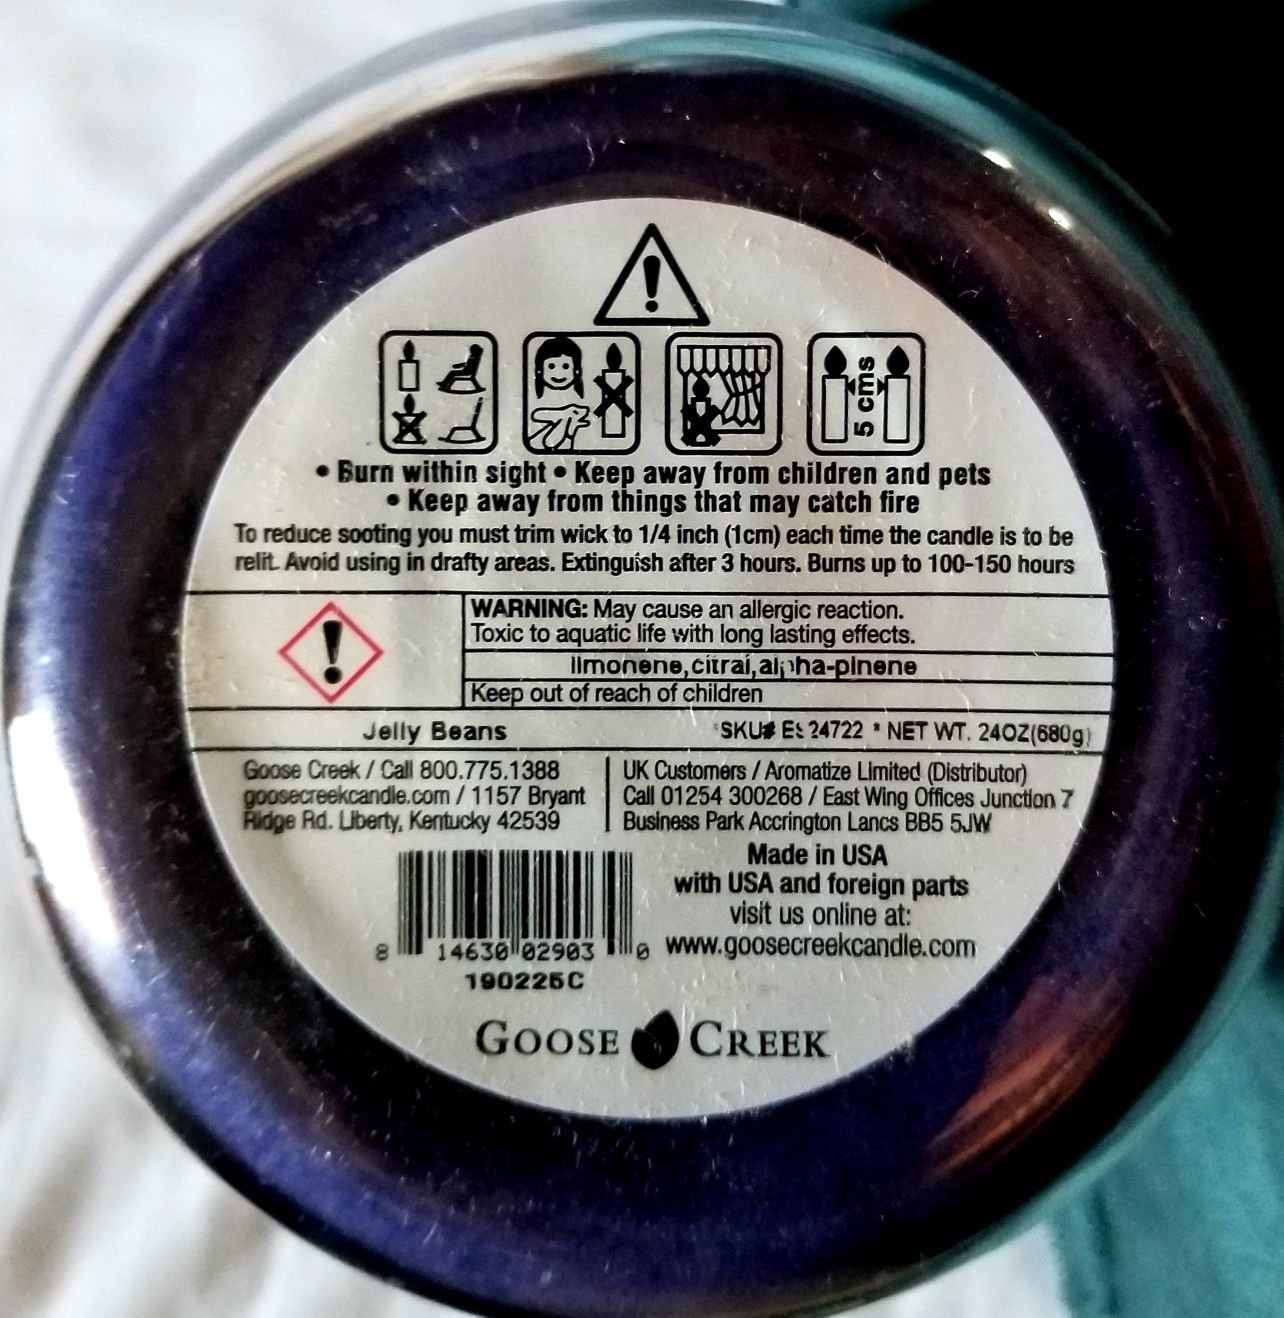 5 cms
• Burn within sight • Keep away from children and pets
• Keep away from things that may catch fire
To reduce sooting you must trim wick to 1/4 inch (1cm) each time the candle is to be
relit. Avoid using in drafty areas. Extinguish after 3 hours. Burns up to 100-150 hours
WARNING: May cause an allergic reaction.
Toxic to aquatic life with long lasting effects.
limonene,citral,alpha-pinene
Keep out of reach of children
Jelly Beans SKU# * NET WT. 24OZ(680g)
Goose Creek / Call 800.775.1388
goosecreekcandle.com / 1157 Bryant
Ridge Rd. Liberty, Kentucky 42539
UK Customers / Aromatize Limited (Distributor)
Call 01254 300268 / East Wing Offices Junction 7
Business Park Accrington Lancs BB5 5JW
Made in USA
with USA and foreign parts
visit us online at:
www.goosecreekcandle.com
8 14630 02903 0
190225C
GOOSE CREEK